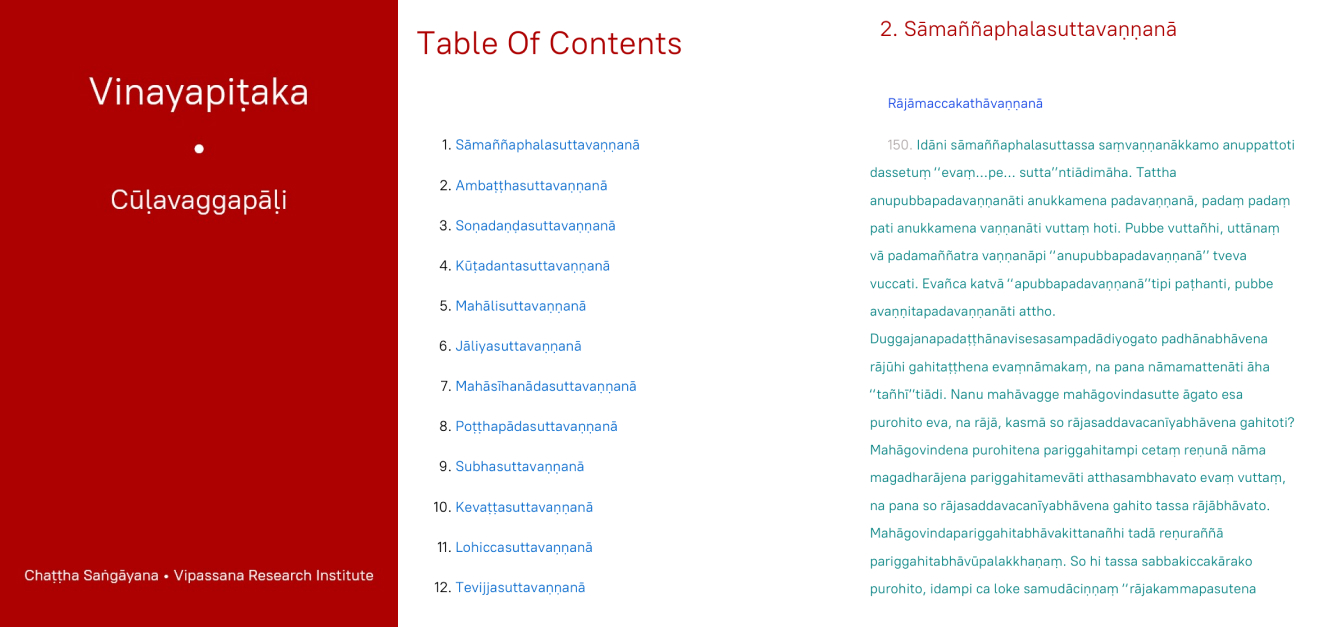 Vinayapiṭaka
•
Cūḷavaggapāḷi
Chaṭṭha Saṅgāyana • Vipassana Research Institute
Table Of Contents
1. Sāmaññaphalasuttavaṇṇanā
2. Ambaṭṭhasuttavaṇṇanā
3. Soṇadaṇḍasuttavaṇṇanā
4. Kūṭadantasuttavaṇṇanā
5. Mahālisuttavaṇṇanā
6. Jāliyasuttavaṇṇanā
7. Mahāsīhanādasuttavaṇṇanā
8. Poṭṭhapādasuttavaṇṇanā
9. Subhasuttavaṇṇanā
10. Kevaṭṭasuttavaṇṇanā
11. Lohiccasuttavaṇṇanā
12. Tevijjasuttavaṇṇanā
2. Sāmaññaphalasuttavaṇṇanā
Rājāmaccakathāvaṇṇanā
150. Idāni sāmaññaphalasuttassa saṃvaṇṇanākkamo anuppattoti
dassetuṃ ‘‘evaṃ…pe… sutta’’ntiādimāha. Tattha
anupubbapadavaṇṇanāti anukkamena padavaṇṇanā, padaṃ padaṃ
pati anukkamena vaṇṇanāti vuttaṃ hoti. Pubbe vuttañhi, uttānaṃ
vā padamaññatra vaṇṇanāpi ‘‘anupubbapadavaṇṇanā’’ tveva
vuccati. Evañca katvā ‘‘apubbapadavaṇṇanā’’tipi paṭhanti, pubbe
avaṇṇitapadavaṇṇanāti attho.
Duggajanapadaṭṭhānavisesasampadādiyogato padhānabhāvena
rājūhi gahitaṭṭhena evaṃnāmakaṃ, na pana nāmamattenāti āha
‘‘tañhī’’tiādi. Nanu mahāvagge mahāgovindasutte āgato esa
purohito eva, na rājā, kasmā so rājasaddavacanīyabhāvena gahitoti?
Mahāgovindena purohitena pariggahitampi cetaṃ reṇunā nāma
magadharājena pariggahitamevāti atthasambhavato evaṃ vuttaṃ,
na pana so rājasaddavacanīyabhāvena gahito tassa rājābhāvato.
Mahāgovindapariggahitabhāvakittanañhi tadā reṇuraññā
pariggahitabhāvūpalakkhaṇaṃ. So hi tassa sabbakiccakārako
purohito, idampi ca loke samudāciṇṇaṃ ‘‘rājakammapasutena